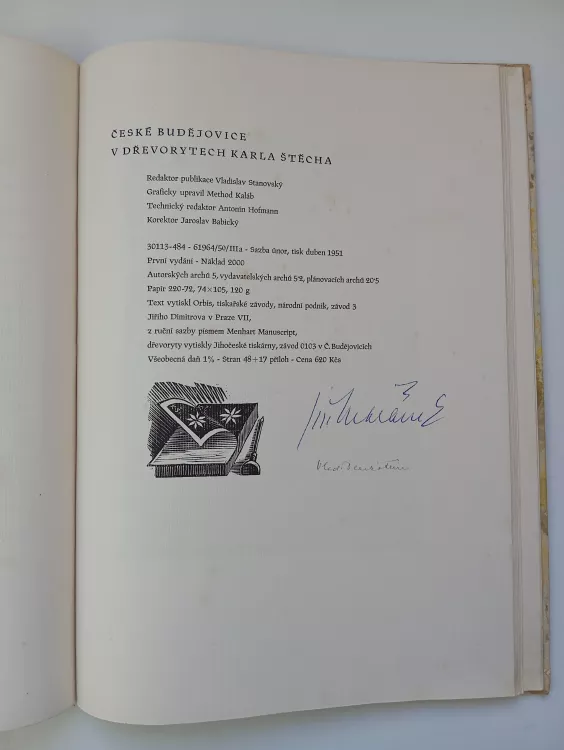 ČESKÉ BUDĚJOVICE
V DŘEVORYTECH KARLA ŠTĚCHA
Redaktor publikace Vladislav Stanovský
Graficky upravil Method Kaláb
Technický redaktor Antonín Hofmann
Korektor Jaroslav Babický
30113-484 - 61964/50/IIIa - Sazba únor, tisk duben 1951
První vydání - Náklad 2000
Autorských archů 5, vydavatelských archů 5·2, plánovacích archů 20·5
Papír 220-72, 74×105, 120 g
Text vytiskl Orbis, tiskařské závody, národní podnik, závod 3
Jiřího Dimitrova v Praze VII,
z ruční sazby písmem Menhart Manuscript,
dřevoryty vytiskly Jihočeské tiskárny, závod 0103 v Č. Budějovicích
Všeobecná daň 1% - Stran 48+17 příloh - Cena 620 Kčs